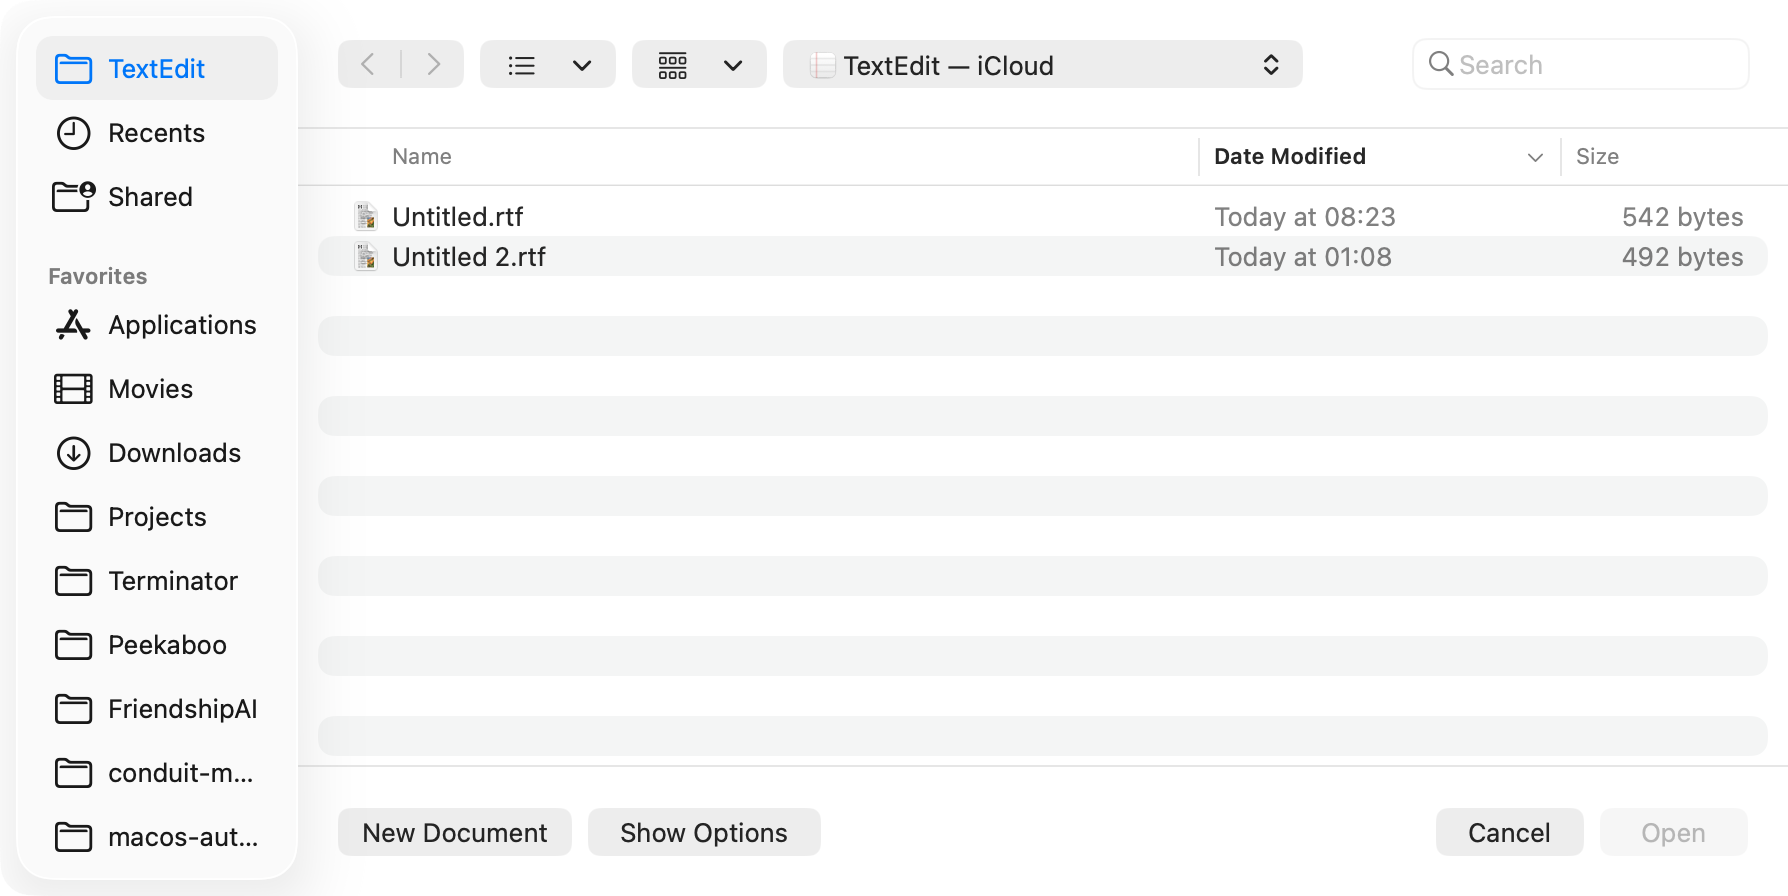 TextEdit
Recents
Shared
Favorites
Applications
Movies
Downloads
Projects
Terminator
Peekaboo
FriendshipAI
conduit-m...
macos-aut...
TextEdit — iCloud
Search
Name Date Modified Size
Untitled.rtf Today at 08:23 542 bytes
Untitled 2.rtf Today at 01:08 492 bytes
New Document Show Options Cancel Open